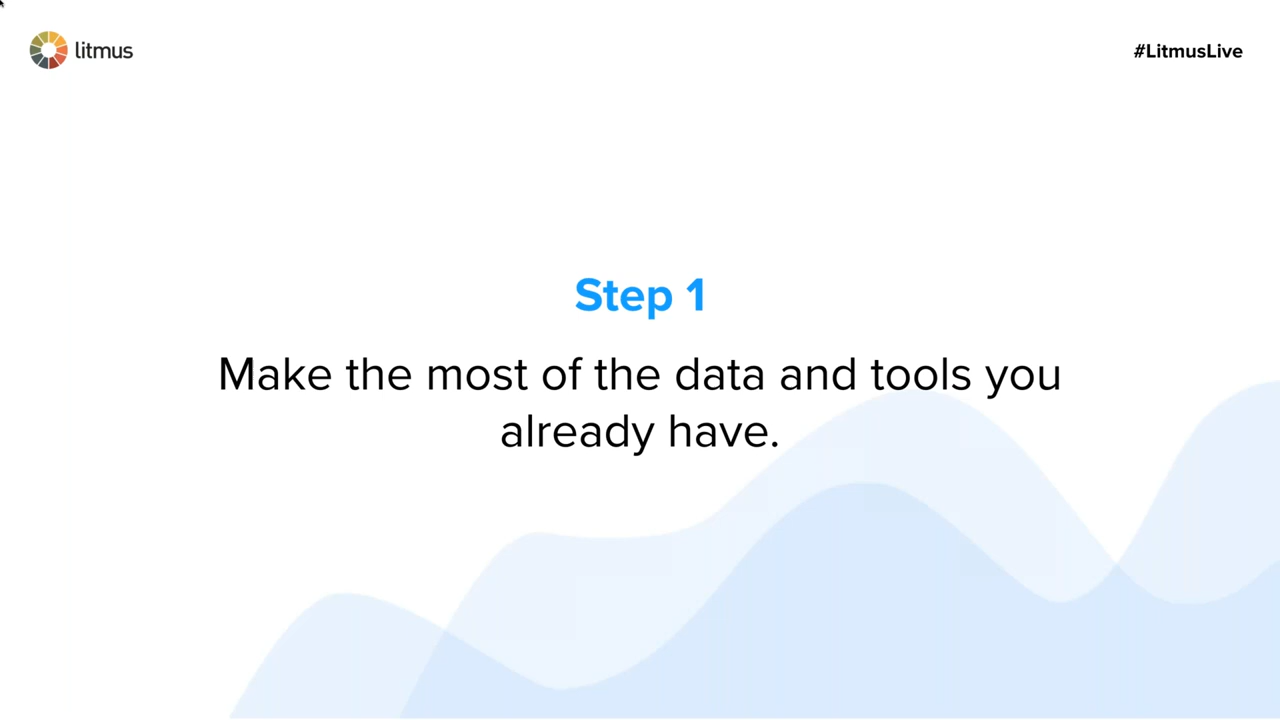 litmus
#LitmusLive
Step 1
Make the most of the data and tools you
already have.